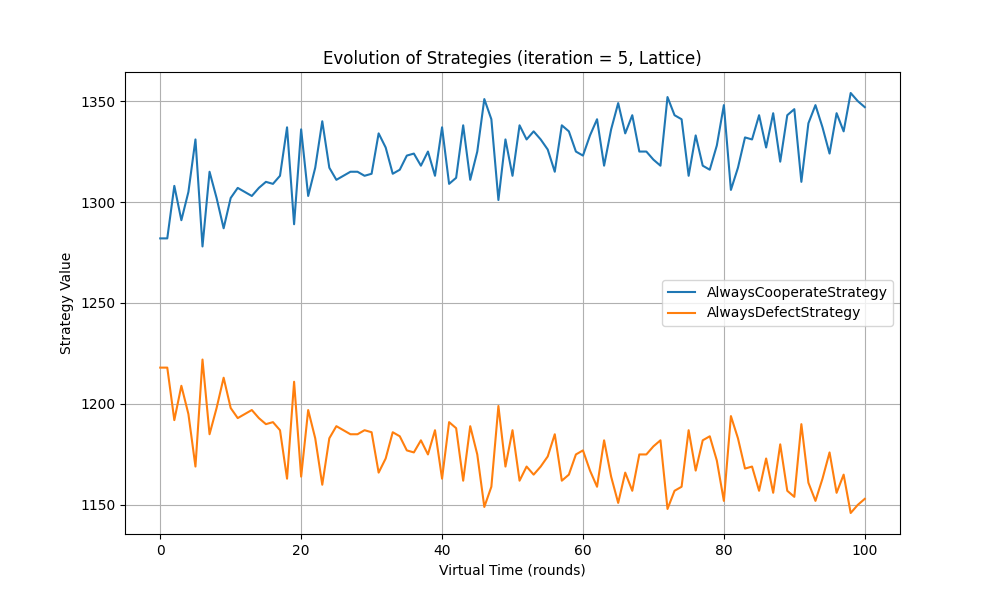 Evolution of Strategies (iteration = 5, Lattice)
1350
1300
1250
1200
1150
Strategy Value
AlwaysCooperateStrategy
AlwaysDefectStrategy
0 20 40 60 80 100
Virtual Time (rounds)